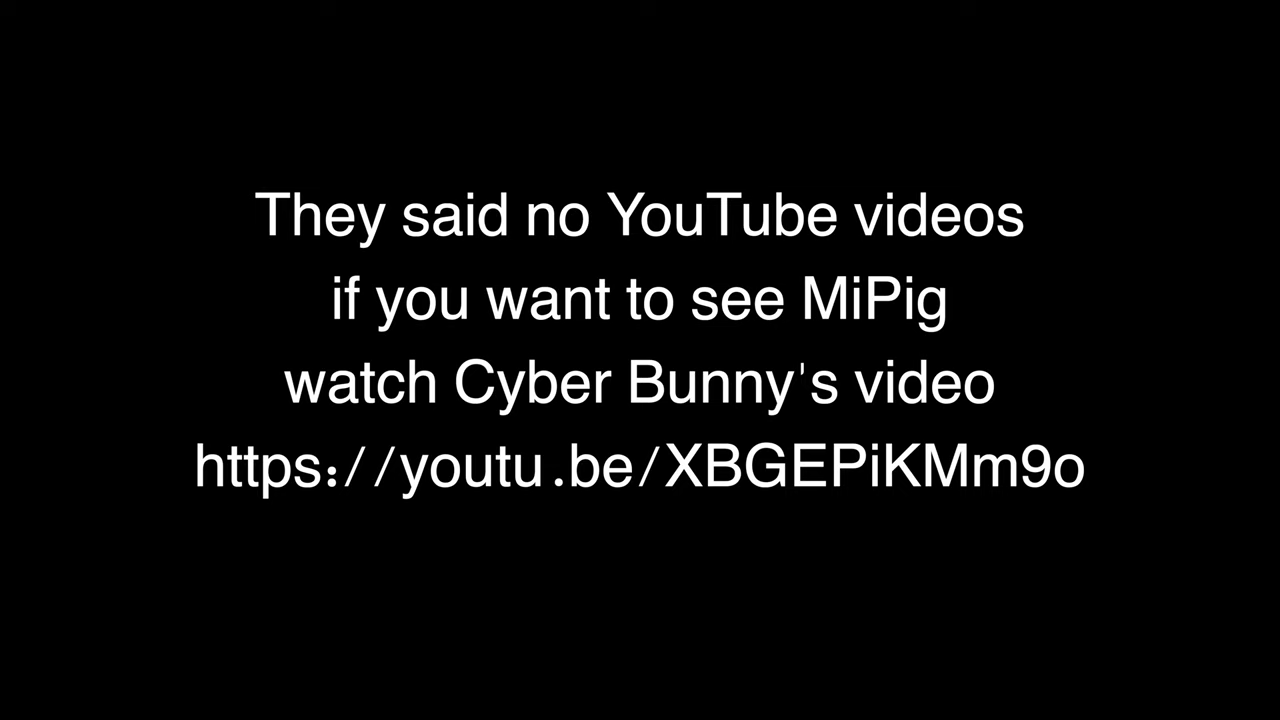 They said no YouTube videos
if you want to see MiPig
watch Cyber Bunny's video
https://youtu.be/XBGEPiKMm9o